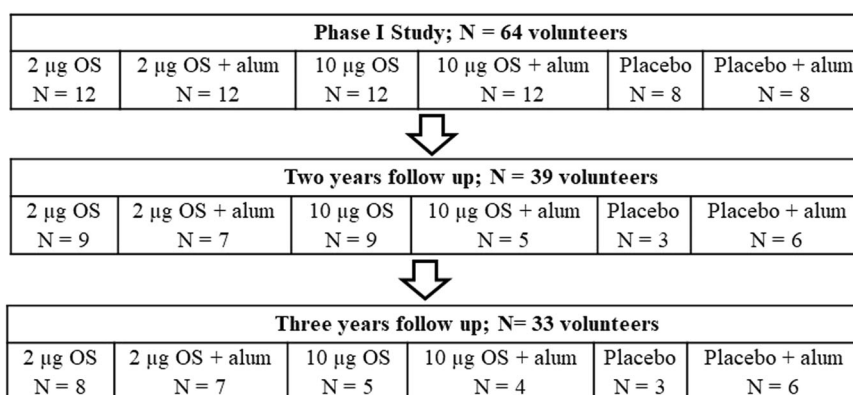 Phase I Study; N = 64 volunteers
2 µg OS 2 µg OS + alum 10 µg OS 10 µg OS + alum Placebo Placebo + alum
N = 12 N = 12 N = 12 N = 12 N = 8 N = 8
Two years follow up; N = 39 volunteers
2 µg OS 2 µg OS + alum 10 µg OS 10 µg OS + alum Placebo Placebo + alum
N = 9 N = 7 N = 9 N = 5 N = 3 N = 6
Three years follow up; N= 33 volunteers
2 µg OS 2 µg OS + alum 10 µg OS 10 µg OS + alum Placebo Placebo + alum
N = 8 N = 7 N = 5 N = 4 N = 3 N = 6